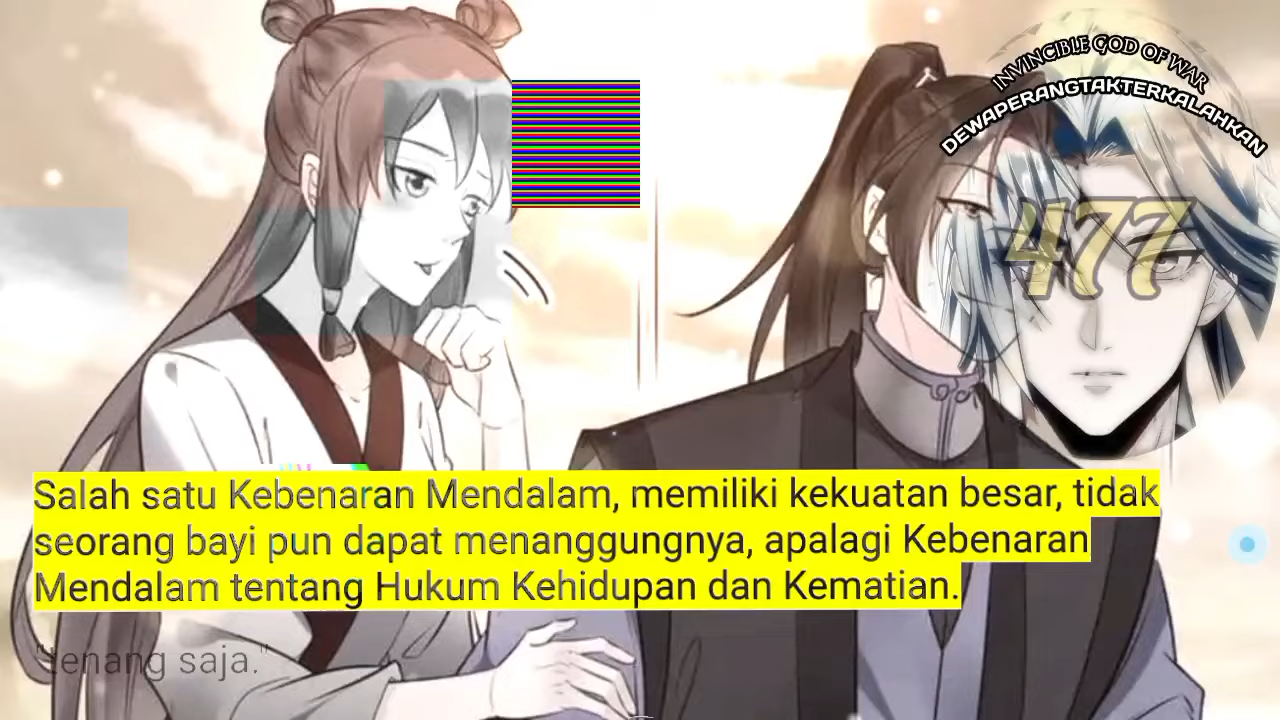 INVINCIBLE GOD OF WAR
DEWAPERANGTAKTERKALAHKAN
477
Salah satu Kebenaran Mendalam, memiliki kekuatan besar, tidak
seorang bayi pun dapat menanggungnya, apalagi Kebenaran
Mendalam tentang Hukum Kehidupan dan Kematian.
"tenang saja."